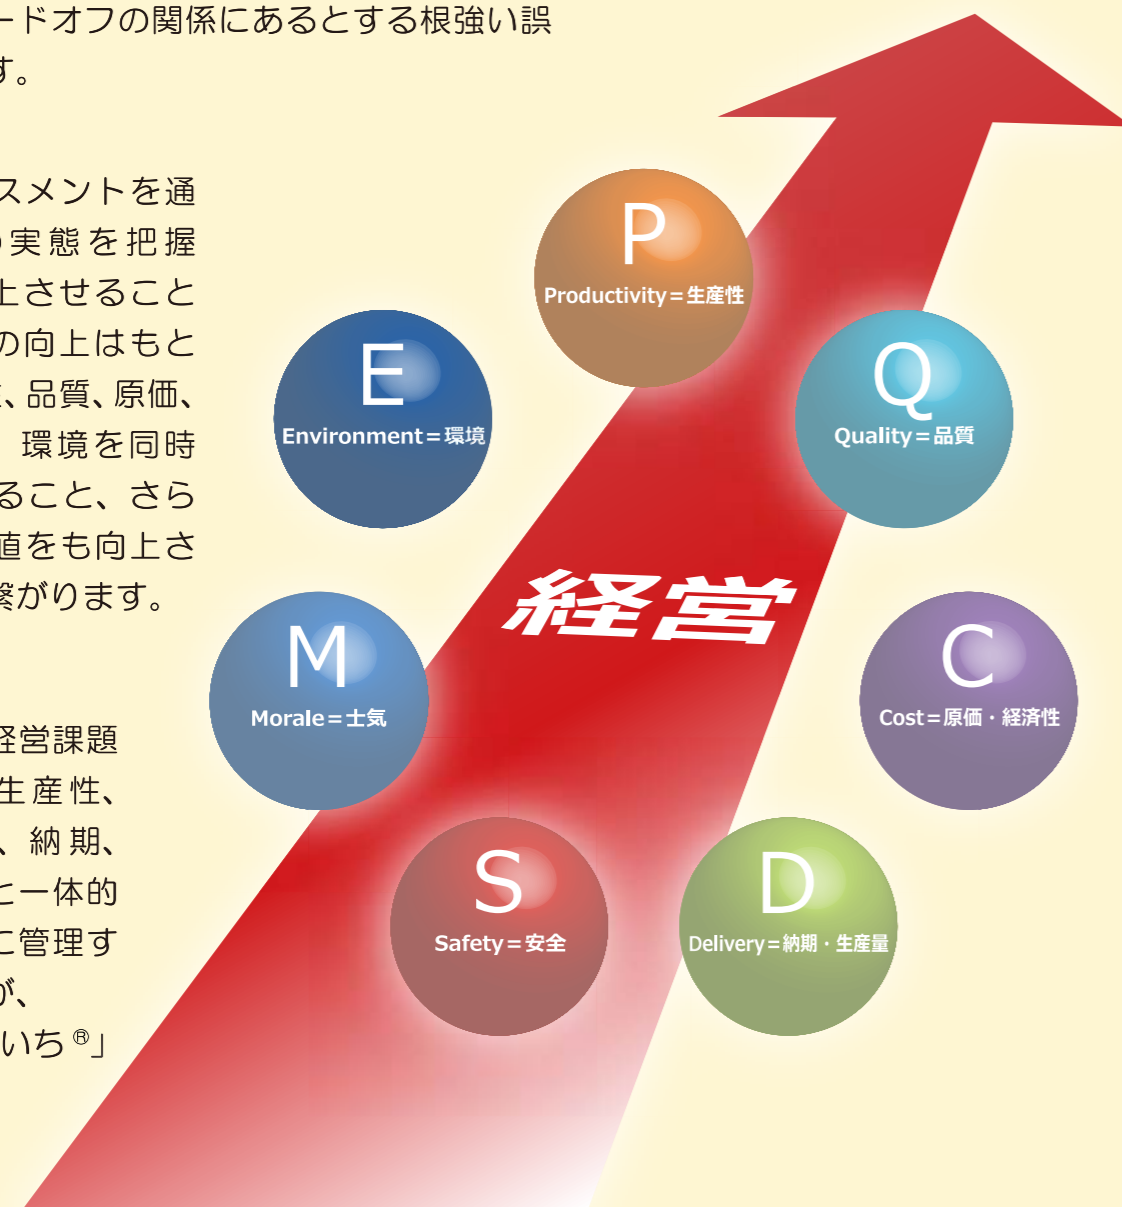 ードオフの関係にあるとする根強い誤
す。
スメントを通
の実態を把握
上させること
の向上はもと
、品質、原価、
環境を同時
ること、さら
値をも向上さ
繋がります。
経営課題
生産性、
、納期、
と一体的
に管理す
が、
いち®」
P
Productivity=生産性
E
Environment=環境
Q
Quality=品質
経営
M
Morale=士気
C
Cost=原価・経済性
S
Safety=安全
D
Delivery=納期・生産量